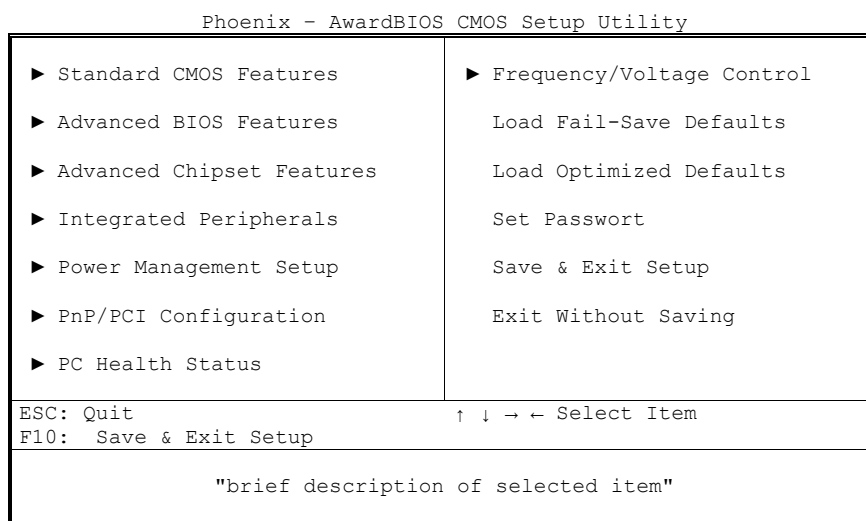 Phoenix – AwardBIOS CMOS Setup Utility
► Standard CMOS Features
► Advanced BIOS Features
► Advanced Chipset Features
► Integrated Peripherals
► Power Management Setup
► PnP/PCI Configuration
► PC Health Status
► Frequency/Voltage Control
Load Fail-Save Defaults
Load Optimized Defaults
Set Passwort
Save & Exit Setup
Exit Without Saving
ESC: Quit
↑ ↓ → ← Select Item
F10: Save & Exit Setup
"brief description of selected item"